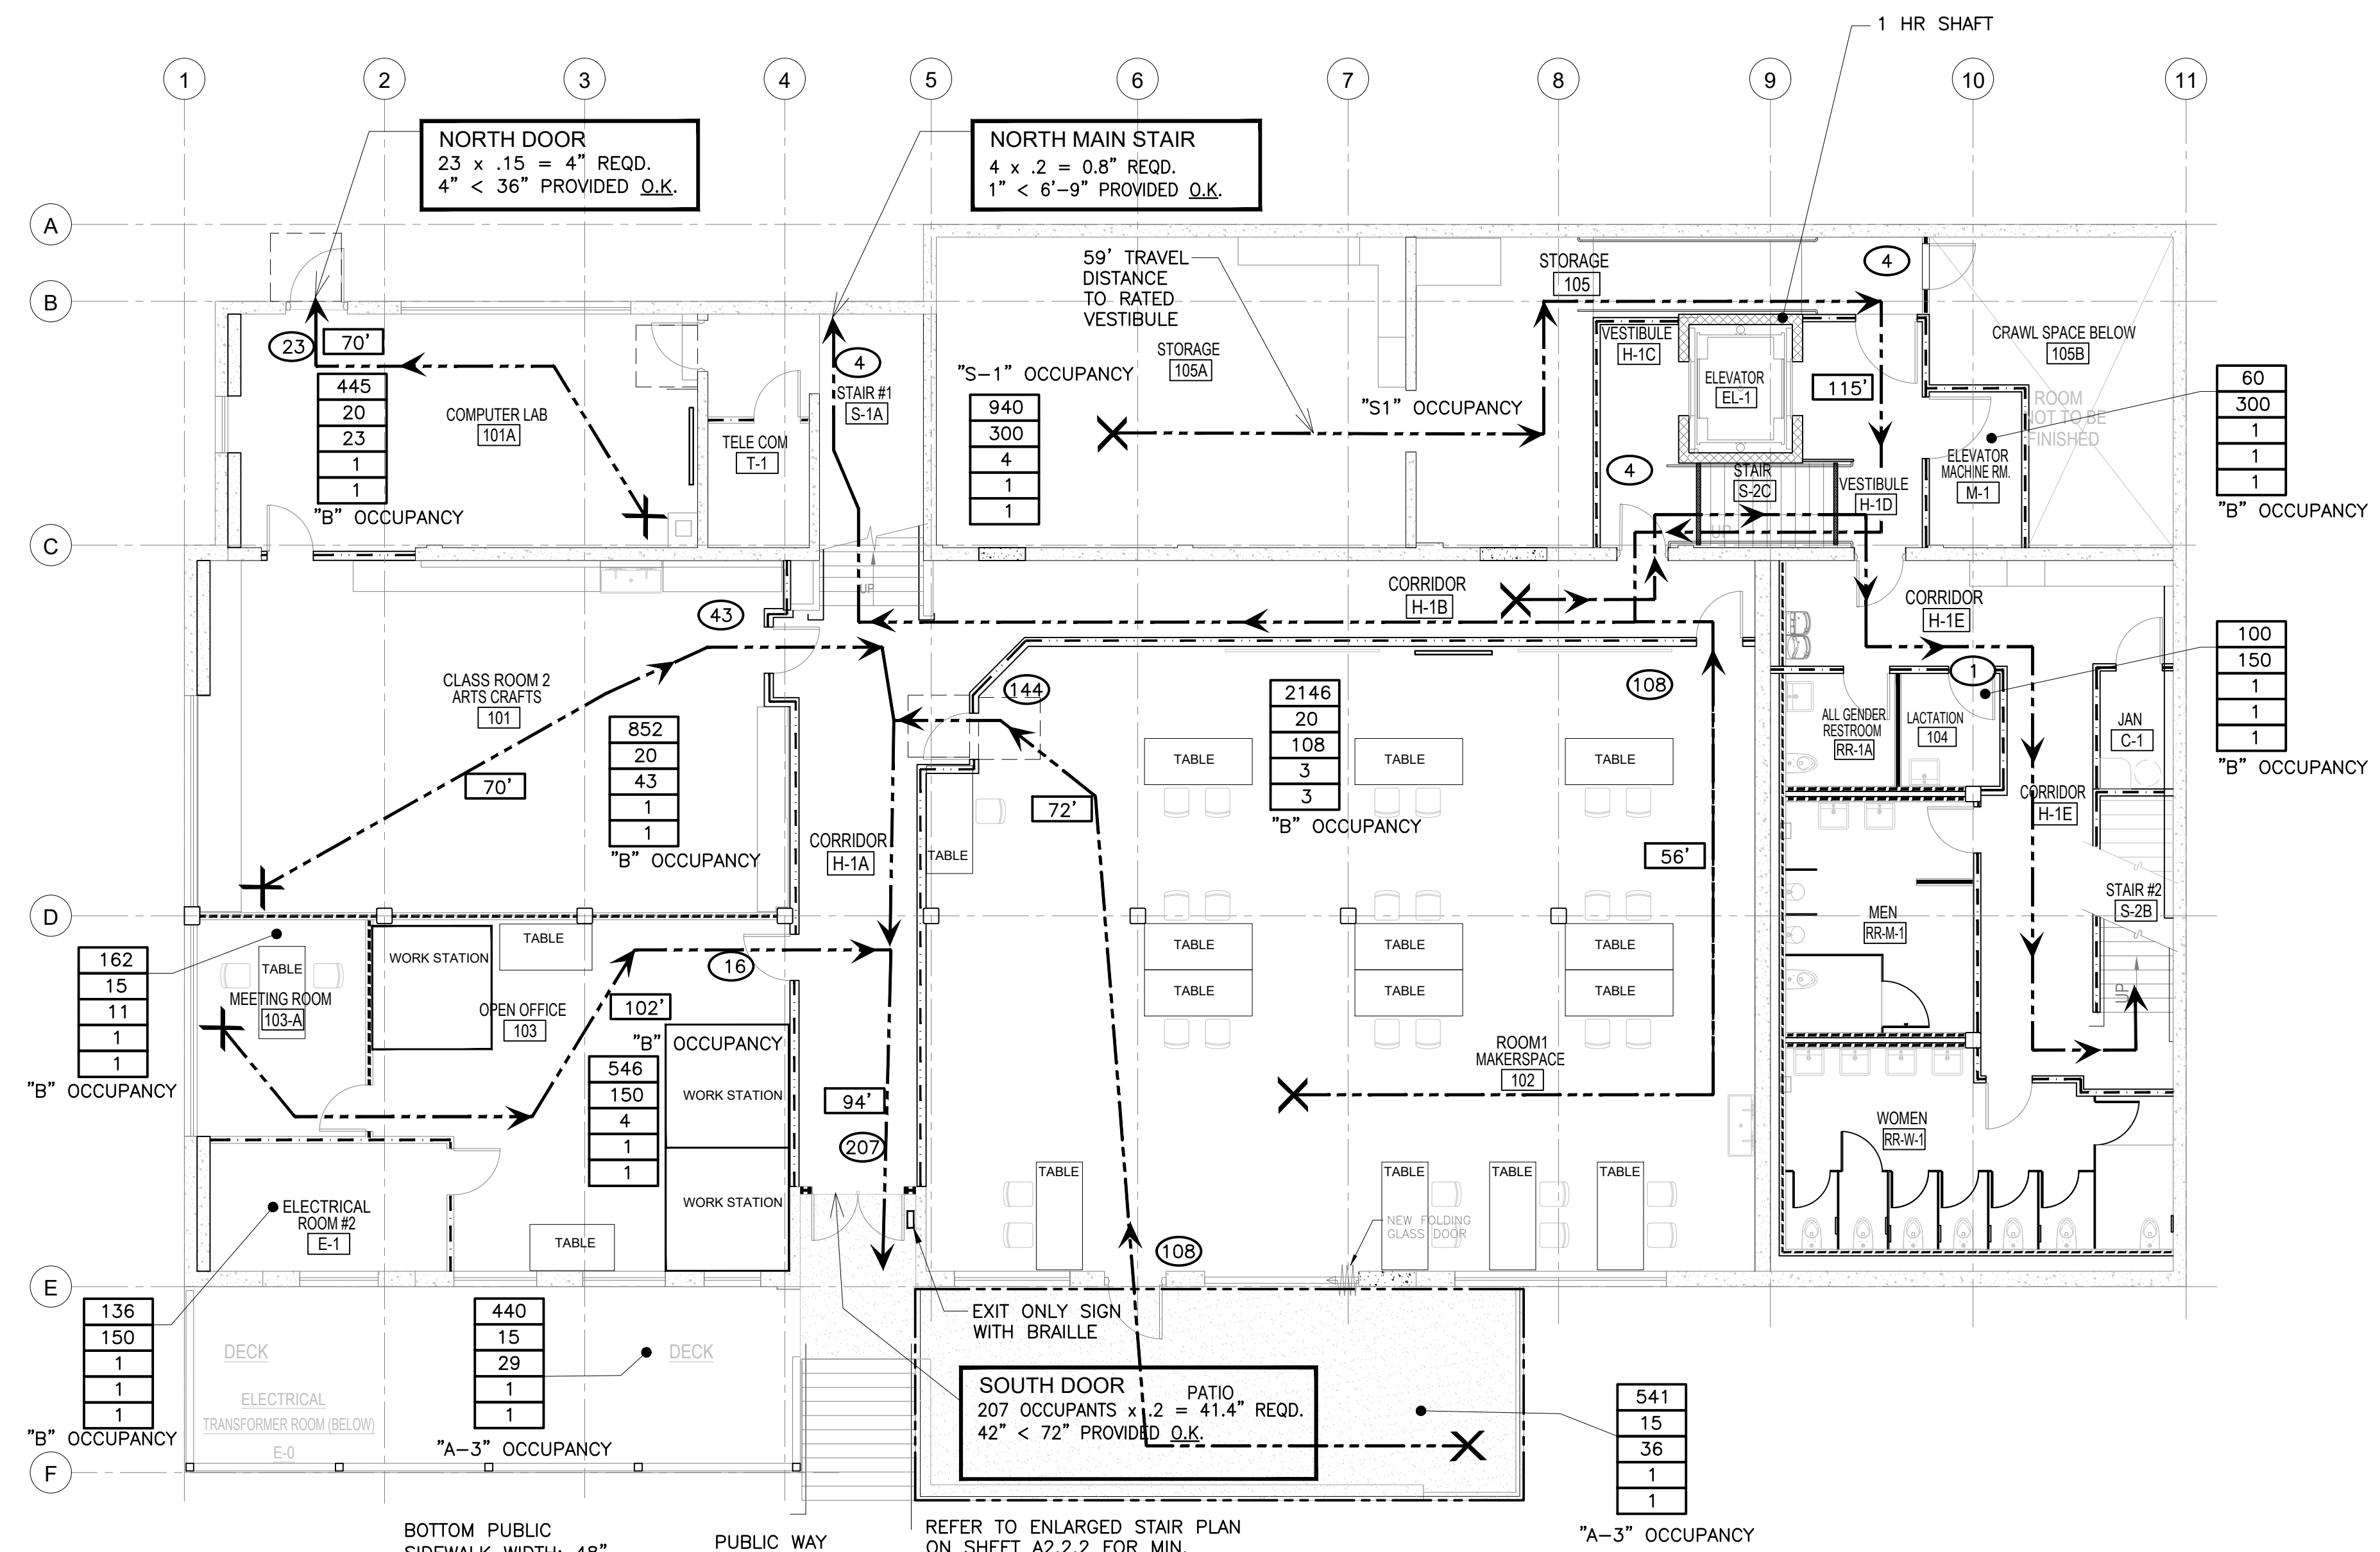 1 HR SHAFT
1 2 3 4 5 6 7 8 9 10 11
NORTH DOOR
23 x .15 = 4" REQD.
4" < 36" PROVIDED O.K.
NORTH MAIN STAIR
4 x .2 = 0.8" REQD.
1" < 6'-9" PROVIDED O.K.
A
B
C
D
E
F
59' TRAVEL
DISTANCE
TO RATED
VESTIBULE
STORAGE
105
4
VESTIBULE
H-1C
CRAWL SPACE BELOW
105B
ROOM
NOT TO BE
FINISHED
23
70'
445
20
23
1
1
"B" OCCUPANCY
COMPUTER LAB
101A
TELE COM
T-1
4
STAIR #1
S-1A
UP
"S-1" OCCUPANCY
940
300
4
1
1
STORAGE
105A
"S1" OCCUPANCY
ELEVATOR
EL-1
115'
4
STAIR
S-2C
UP
VESTIBULE
H-1D
ELEVATOR
MACHINE RM.
M-1
60
300
1
1
1
"B" OCCUPANCY
CORRIDOR
H-1B
CORRIDOR
H-1E
43
CLASS ROOM 2
ARTS CRAFTS
101
852
20
43
1
1
"B" OCCUPANCY
70'
144
2146
20
108
3
3
"B" OCCUPANCY
108
72'
56'
TABLE
TABLE
TABLE
TABLE
ALL GENDER
RESTROOM
RR-1A
LACTATION
104
1
JAN
C-1
100
150
1
1
1
"B" OCCUPANCY
CORRIDOR
H-1E
CORRIDOR
H-1A
STAIR #2
S-2B
UP
MEN
RR-M-1
162
15
11
1
1
"B" OCCUPANCY
TABLE
MEETING ROOM
103-A
WORK STATION
TABLE
OPEN OFFICE
103
16
102'
"B" OCCUPANCY
546
150
4
1
1
WORK STATION
WORK STATION
94'
207
TABLE
TABLE
TABLE
TABLE
TABLE
TABLE
ROOM1
MAKERSPACE
102
WOMEN
RR-W-1
ELECTRICAL
ROOM #2
E-1
TABLE
TABLE
TABLE
TABLE
TABLE
NEW FOLDING
GLASS DOOR
108
EXIT ONLY SIGN
WITH BRAILLE
136
150
1
1
1
"B" OCCUPANCY
DECK
440
15
29
1
1
"A-3" OCCUPANCY
DECK
ELECTRICAL
TRANSFORMER ROOM (BELOW)
E-0
SOUTH DOOR
PATIO
207 OCCUPANTS x .2 = 41.4" REQD.
42" < 72" PROVIDED O.K.
541
15
36
1
1
"A-3" OCCUPANCY
BOTTOM PUBLIC
SIDEWALK WIDTH: 48"
PUBLIC WAY
REFER TO ENLARGED STAIR PLAN
ON SHEET A2.2.2 FOR MIN.